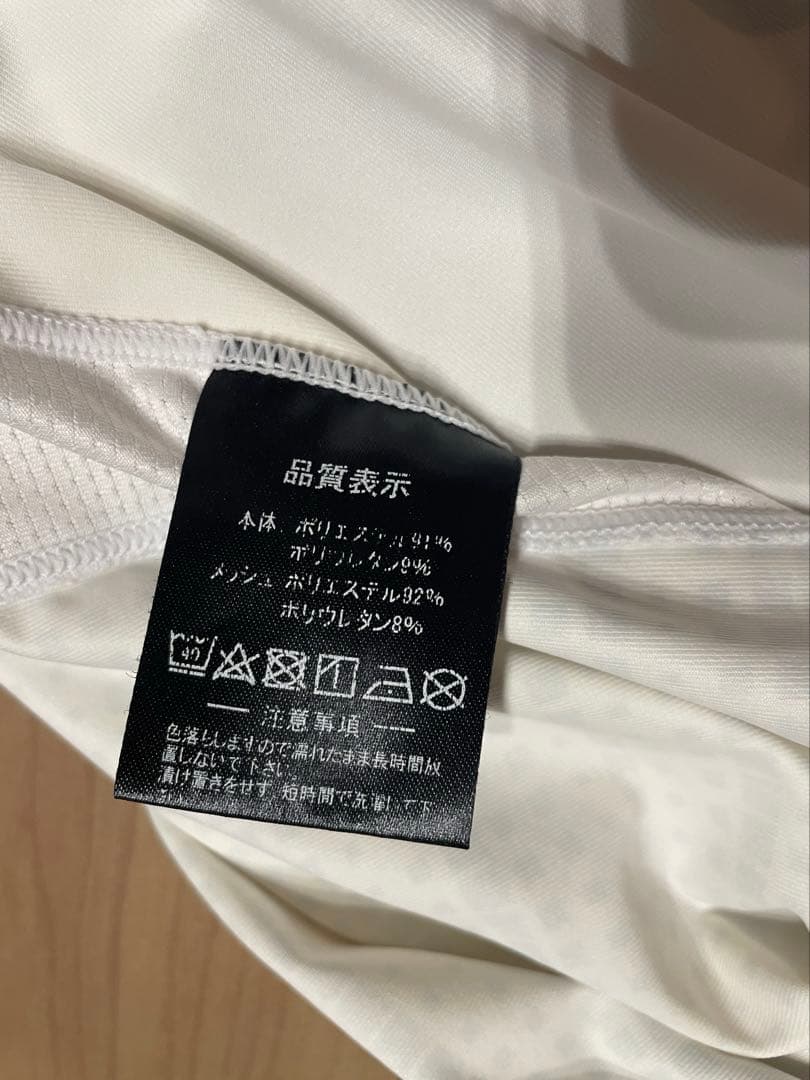 品質表示
本体 ポリエステル91%
ポリウレタン9%
メッシュ ポリエステル92%
ポリウレタン8%
40
注意事項
色落ちしますので濡れたまま長時間放
置しないで下さい。
漬け置きをせず、短時間で洗濯して下